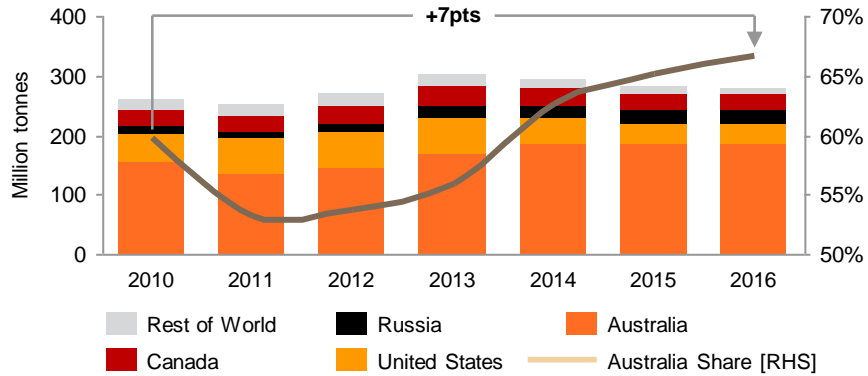 +7pts
Million tonnes
400
300
200
100
0
70%
65%
60%
55%
50%
2010 2011 2012 2013 2014 2015 2016
Rest of World Russia Australia
Canada United States Australia Share [RHS]